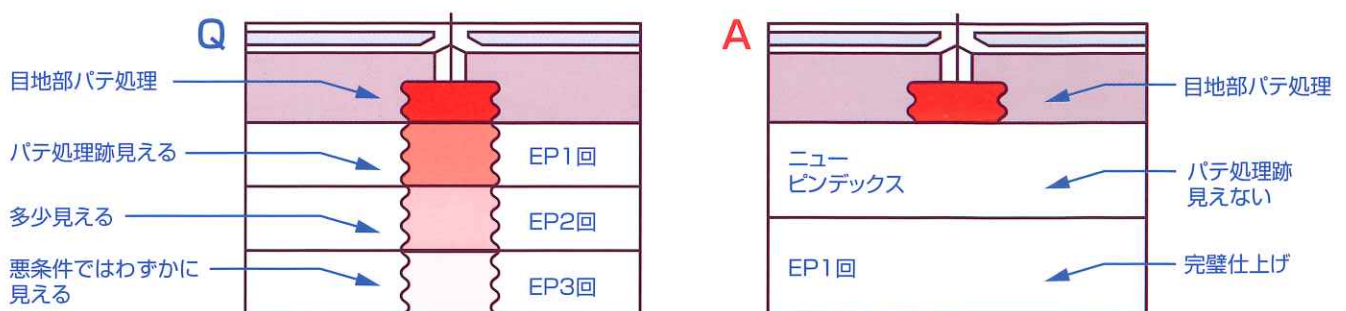 Q
目地部パテ処理
パテ処理跡見える
EP1回
多少見える
EP2回
悪条件ではわずかに
見える
EP3回
A
目地部パテ処理
ニュー
ピンデックス
パテ処理跡
見えない
EP1回
完璧仕上げ